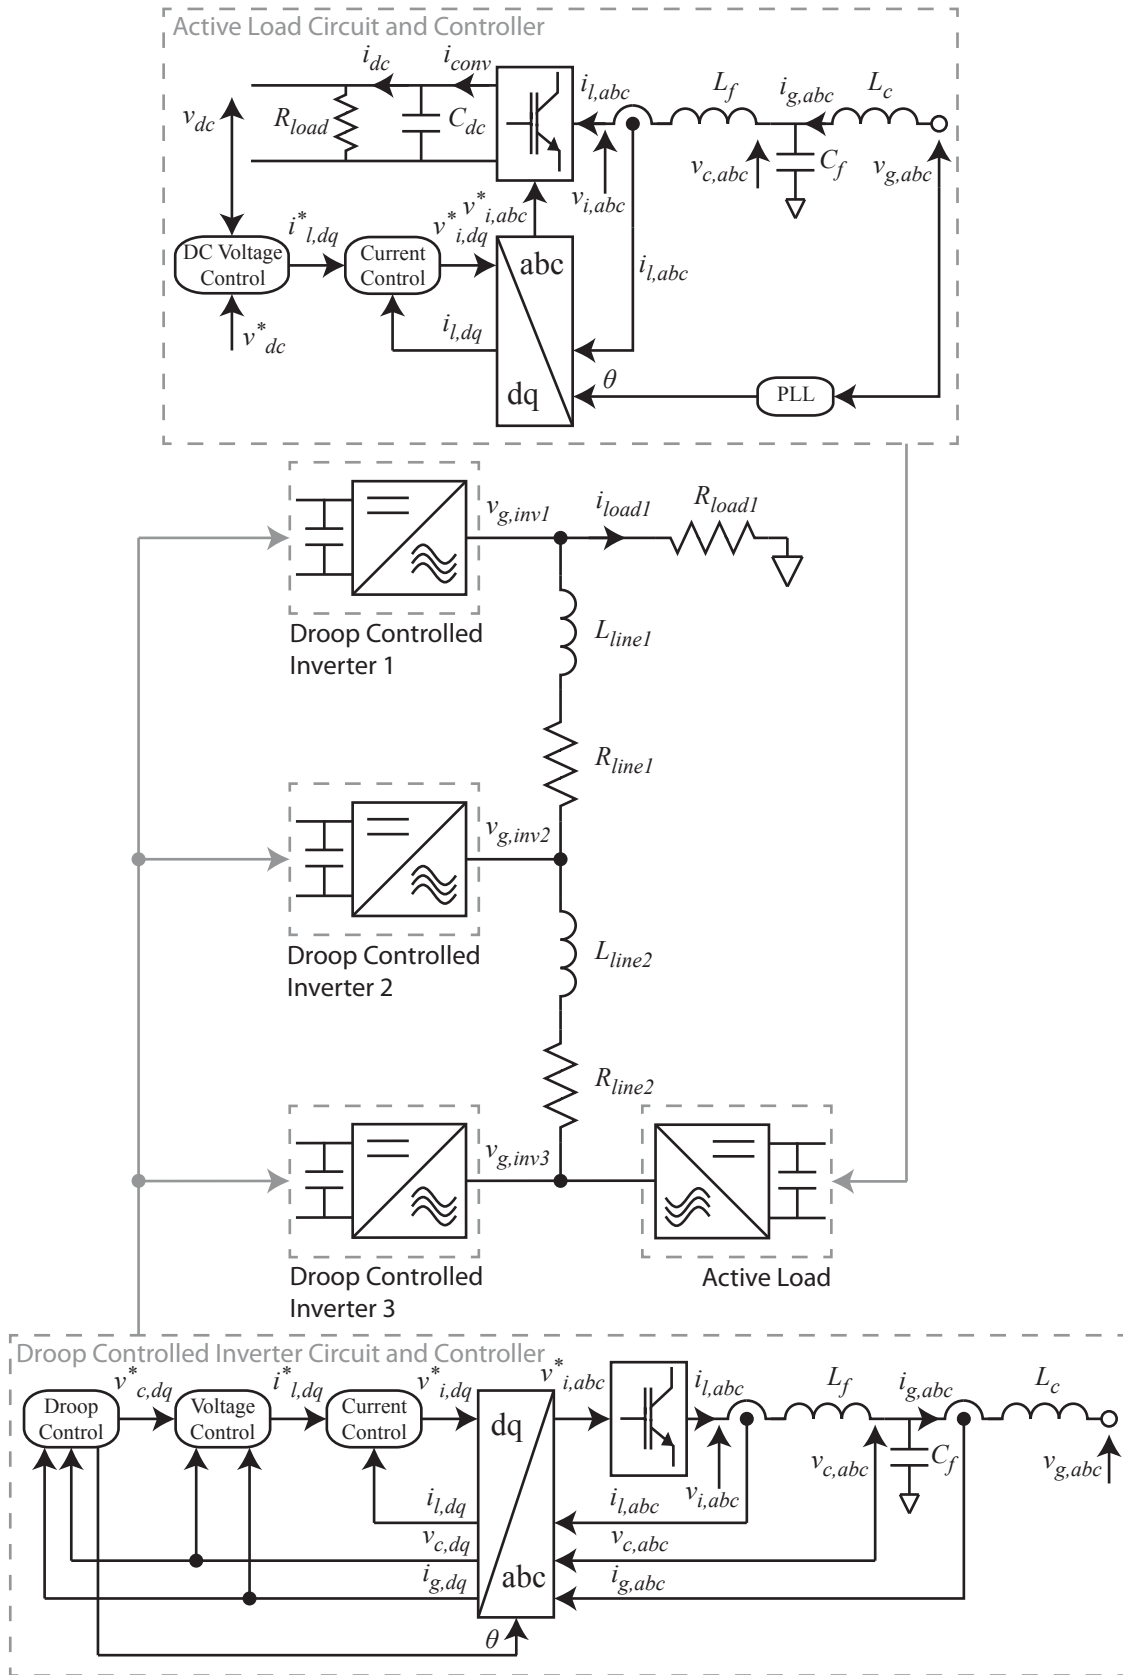 Active Load Circuit and Controller
i_dc
i_conv
i_l,abc
L_f
i_g,abc
L_c
v_dc
R_load
C_dc
v_i,abc
v_c,abc
C_f
v_g,abc
i*_l,dq
v*_i,dq
v*_i,abc
DC Voltage
Control
Current
Control
abc
i_l,abc
v*_dc
i_l,dq
dq
θ
PLL
v_g,inv1
i_load1
R_load1
Droop Controlled
Inverter 1
L_line1
R_line1
v_g,inv2
Droop Controlled
Inverter 2
L_line2
R_line2
v_g,inv3
Droop Controlled
Inverter 3
Active Load
Droop Controlled Inverter Circuit and Controller
v*_c,dq
i*_l,dq
v*_i,dq
v*_i,abc
i_l,abc
L_f
i_g,abc
L_c
Droop
Control
Voltage
Control
Current
Control
dq
v_i,abc
v_c,abc
C_f
v_g,abc
i_l,dq
i_l,abc
v_c,dq
v_c,abc
i_g,dq
abc
i_g,abc
θ